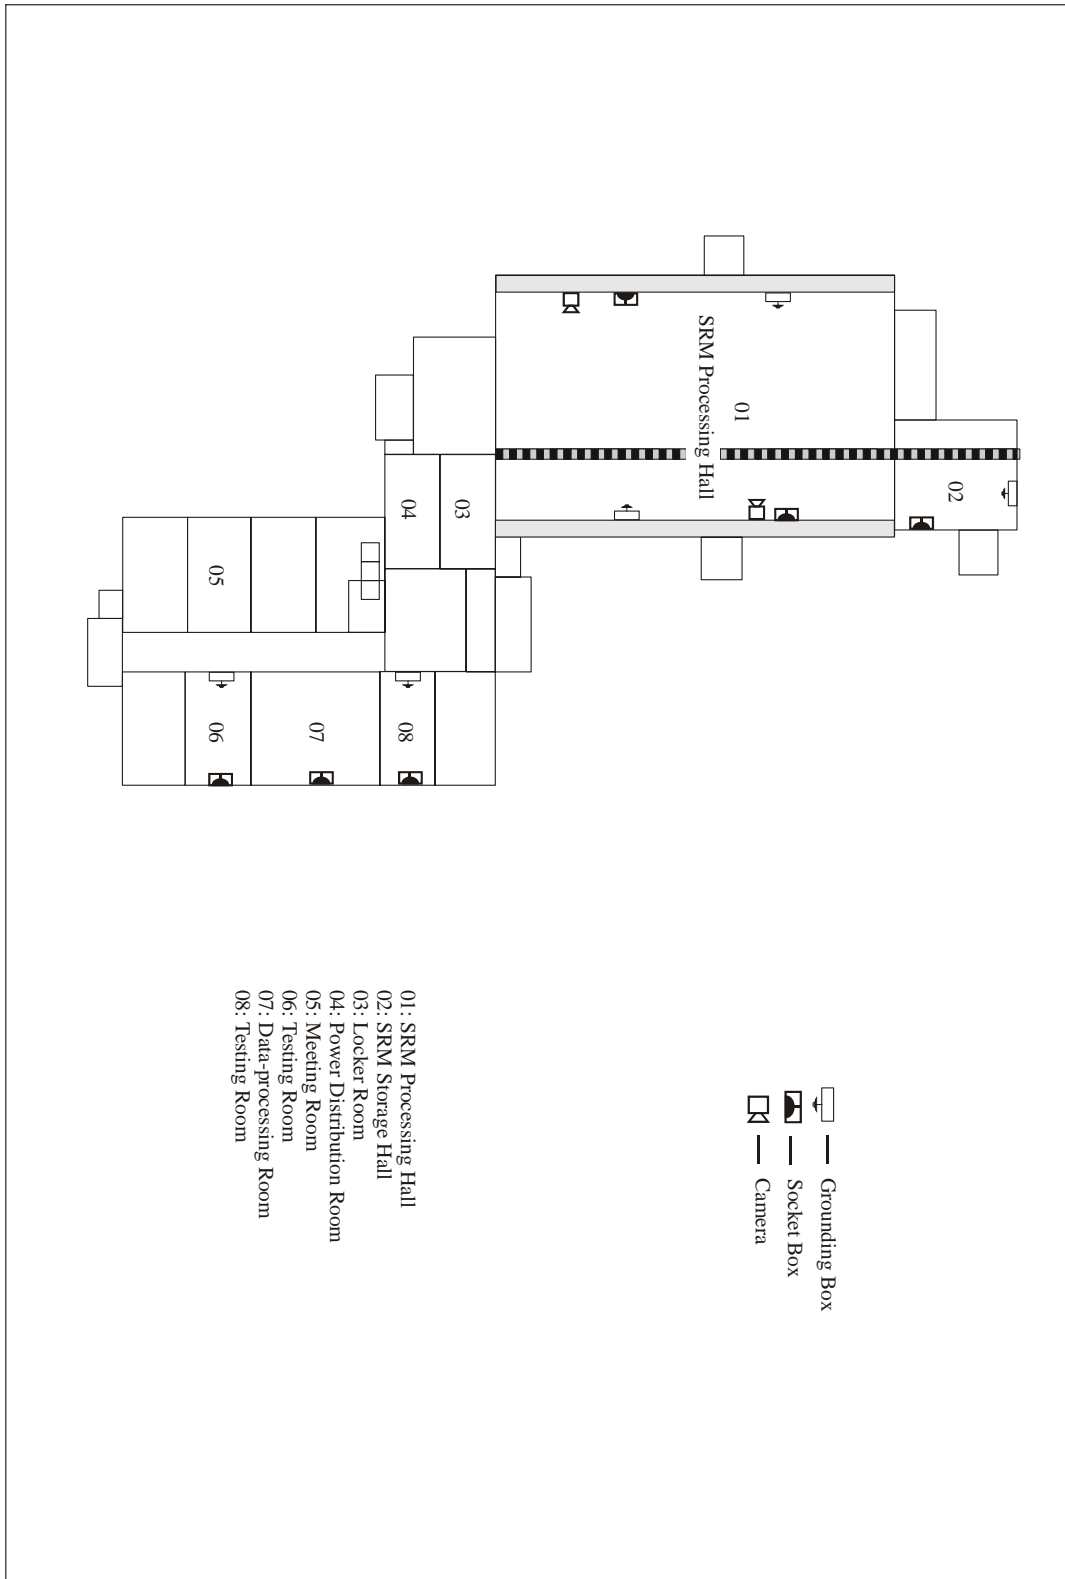 SRM Processing Hall
01
02
03
04
05
06
07
08
Grounding Box
Socket Box
Camera
01: SRM Processing Hall
02: SRM Storage Hall
03: Locker Room
04: Power Distribution Room
05: Meeting Room
06: Testing Room
07: Data-processing Room
08: Testing Room